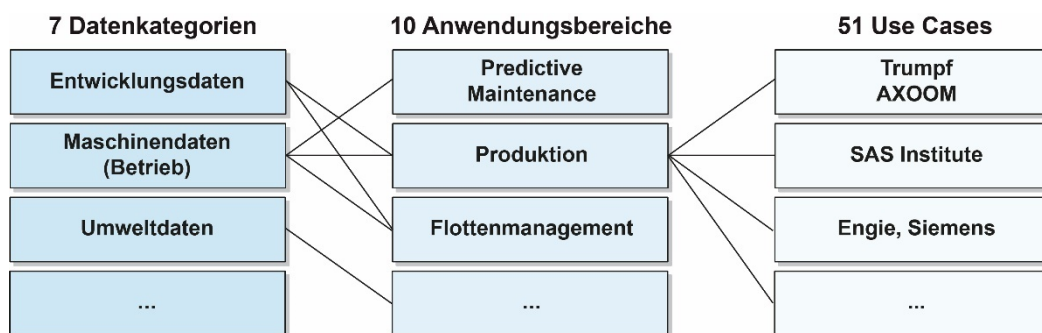 7 Datenkategorien
10 Anwendungsbereiche
51 Use Cases
Entwicklungsdaten
Predictive
Maintenance
Trumpf
AXOOM
Maschinendaten
(Betrieb)
Produktion
SAS Institute
Umweltdaten
Flottenmanagement
Engie, Siemens
...
...
...